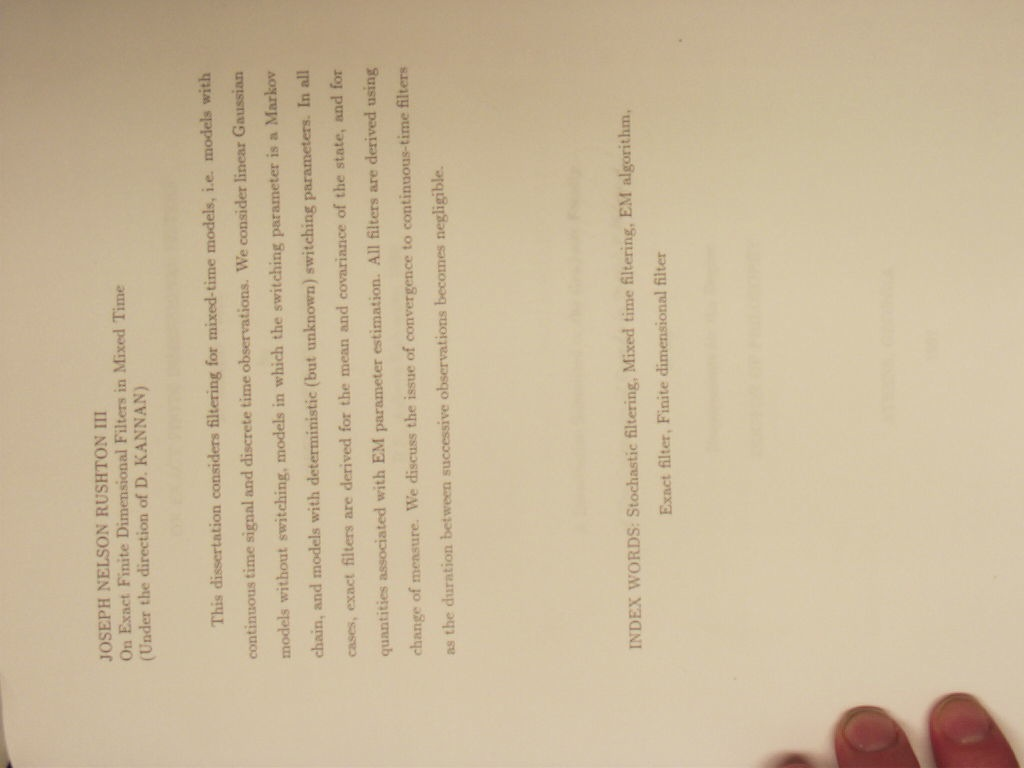 JOSEPH NELSON RUSHTON III
On Exact Finite Dimensional Filters in Mixed Time
(Under the direction of D. KANNAN)
This dissertation considers filtering for mixed-time models, i.e. models with
continuous time signal and discrete time observations. We consider linear Gaussian
models without switching, models in which the switching parameter is a Markov
chain, and models with deterministic (but unknown) switching parameters. In all
cases, exact filters are derived for the mean and covariance of the state, and for
quantities associated with EM parameter estimation. All filters are derived using
change of measure. We discuss the issue of convergence to continuous-time filters
as the duration between successive observations becomes negligible.
INDEX WORDS: Stochastic filtering, Mixed time filtering, EM algorithm,
Exact filter, Finite dimensional filter